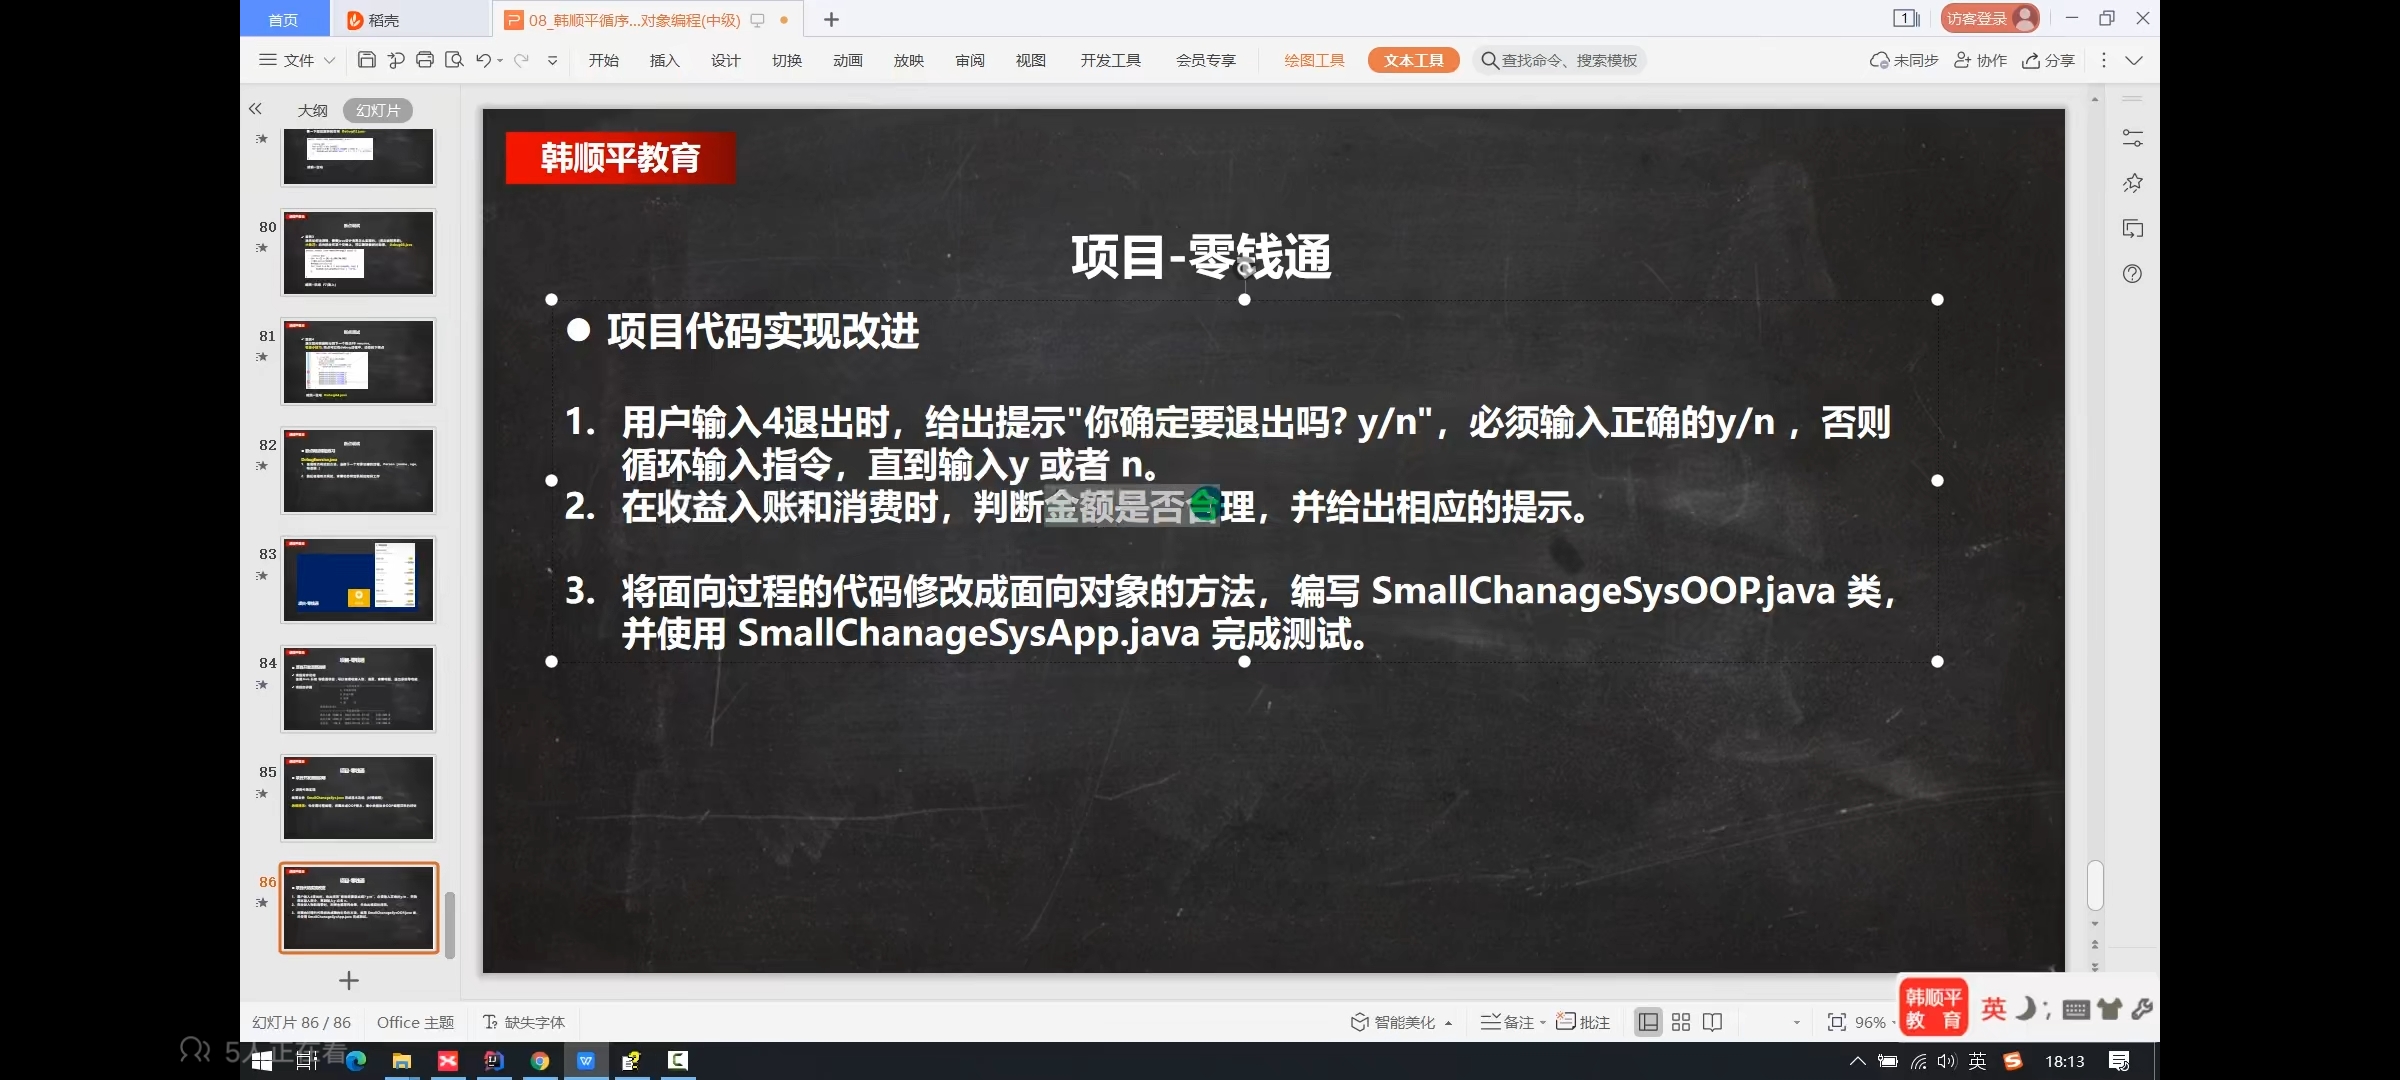 首页
稻壳
08_韩顺平循序...对象编程(中级)
访客登录
文件
开始
插入
设计
切换
动画
放映
审阅
视图
开发工具
会员专享
绘图工具
文本工具
查找命令、搜索模板
未同步
协作
分享
大纲
幻灯片
80
81
82
83
84
85
86
韩顺平教育
项目-零钱通
● 项目代码实现改进
1. 用户输入4退出时，给出提示"你确定要退出吗? y/n"，必须输入正确的y/n ，否则
循环输入指令，直到输入y 或者 n。
2. 在收益入账和消费时，判断金额是否合理，并给出相应的提示。
3. 将面向过程的代码修改成面向对象的方法，编写 SmallChanageSysOOP.java 类，
并使用 SmallChanageSysApp.java 完成测试。
幻灯片 86 / 86
Office 主题
缺失字体
智能美化
备注
批注
96%
韩顺平
教 育
英
5人正在看
英
18:13